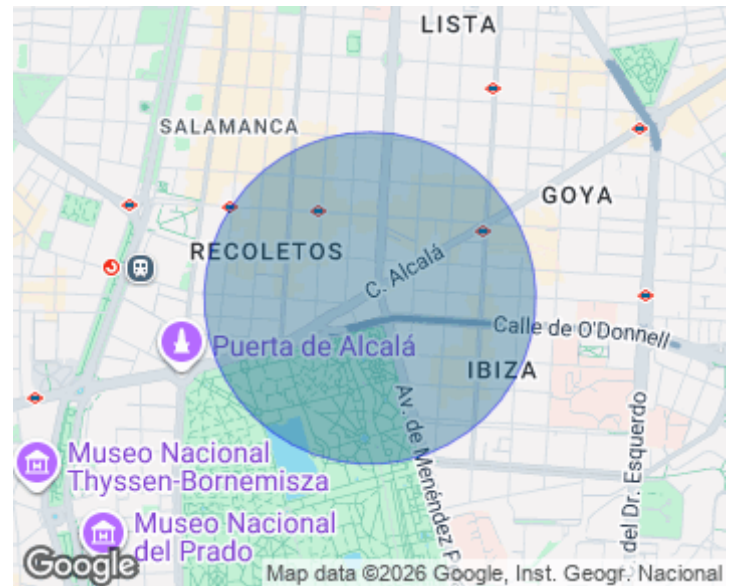 LISTA
SALAMANCA
GOYA
RECOLETOS
C. Alcalá
Calle de O'Donnell
Puerta de Alcalá
IBIZA
Av. de Menéndez P
Museo Nacional
Thyssen-Bornemisza
del Dr. Esquerdo
Museo Nacional
del Prado
Google
Map data ©2026 Google, Inst. Geogr. Nacional